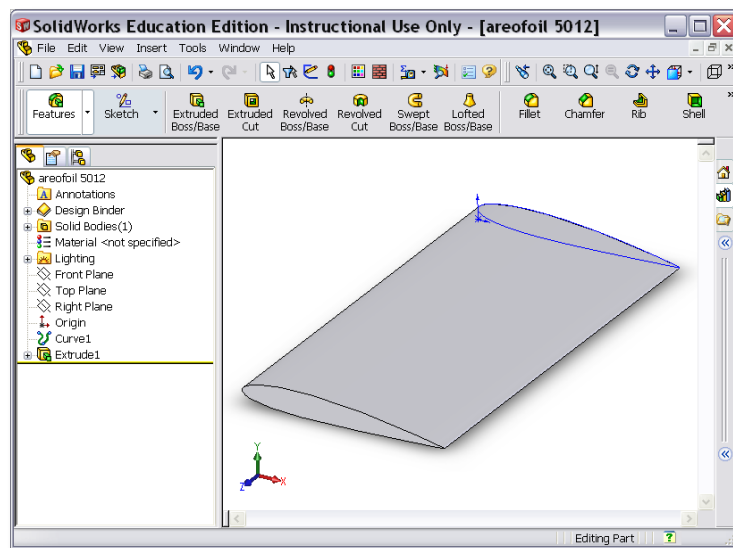 SolidWorks Education Edition - Instructional Use Only - [areofoil 5012]
File Edit View Insert Tools Window Help
Features Sketch Extruded Boss/Base Extruded Cut Revolved Boss/Base Revolved Cut Swept Boss/Base Lofted Boss/Base Fillet Chamfer Rib Shell
areofoil 5012
Annotations
Design Binder
Solid Bodies(1)
Material <not specified>
Lighting
Front Plane
Top Plane
Right Plane
Origin
Curve1
Extrude1
Y
Z X
Editing Part